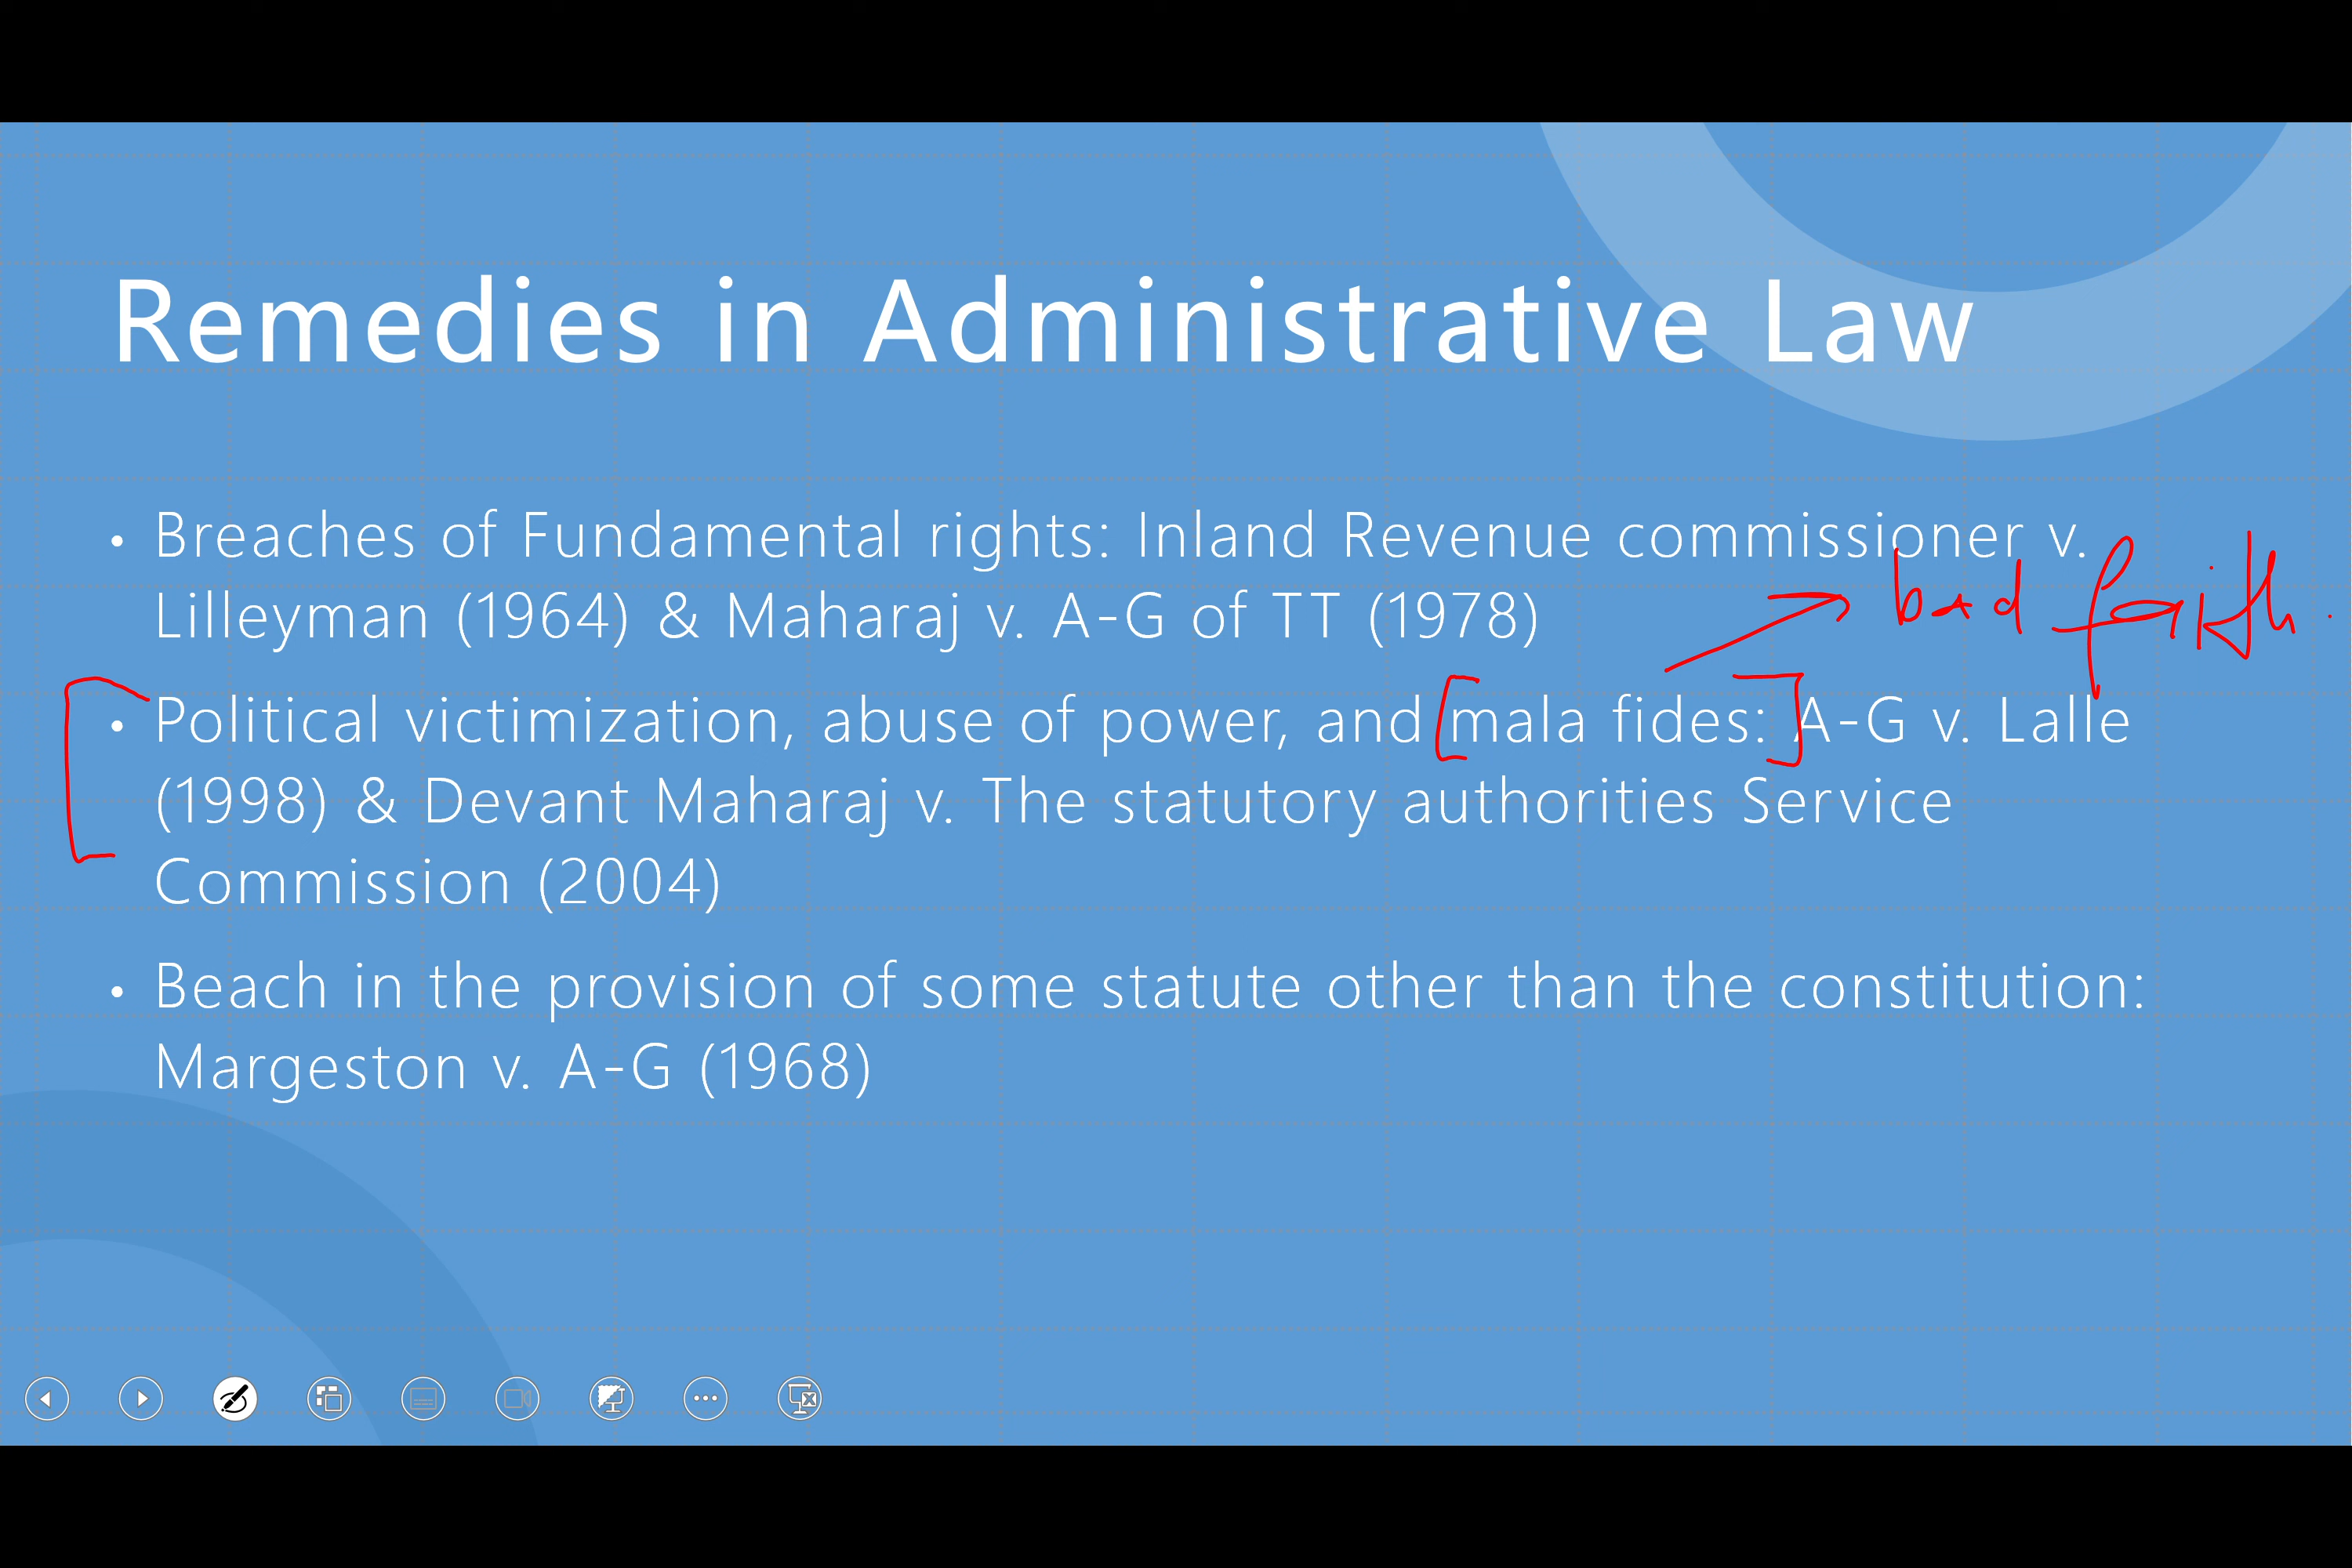 Remedies in Administrative Law
• Breaches of Fundamental rights: Inland Revenue commissioner v.
Lilleyman (1964) & Maharaj v. A-G of TT (1978)
bad faith.
• Political victimization, abuse of power, and [mala fides:] A-G v. Lalle
(1998) & Devant Maharaj v. The statutory authorities Service
Commission (2004)
• Beach in the provision of some statute other than the constitution:
Margeston v. A-G (1968)